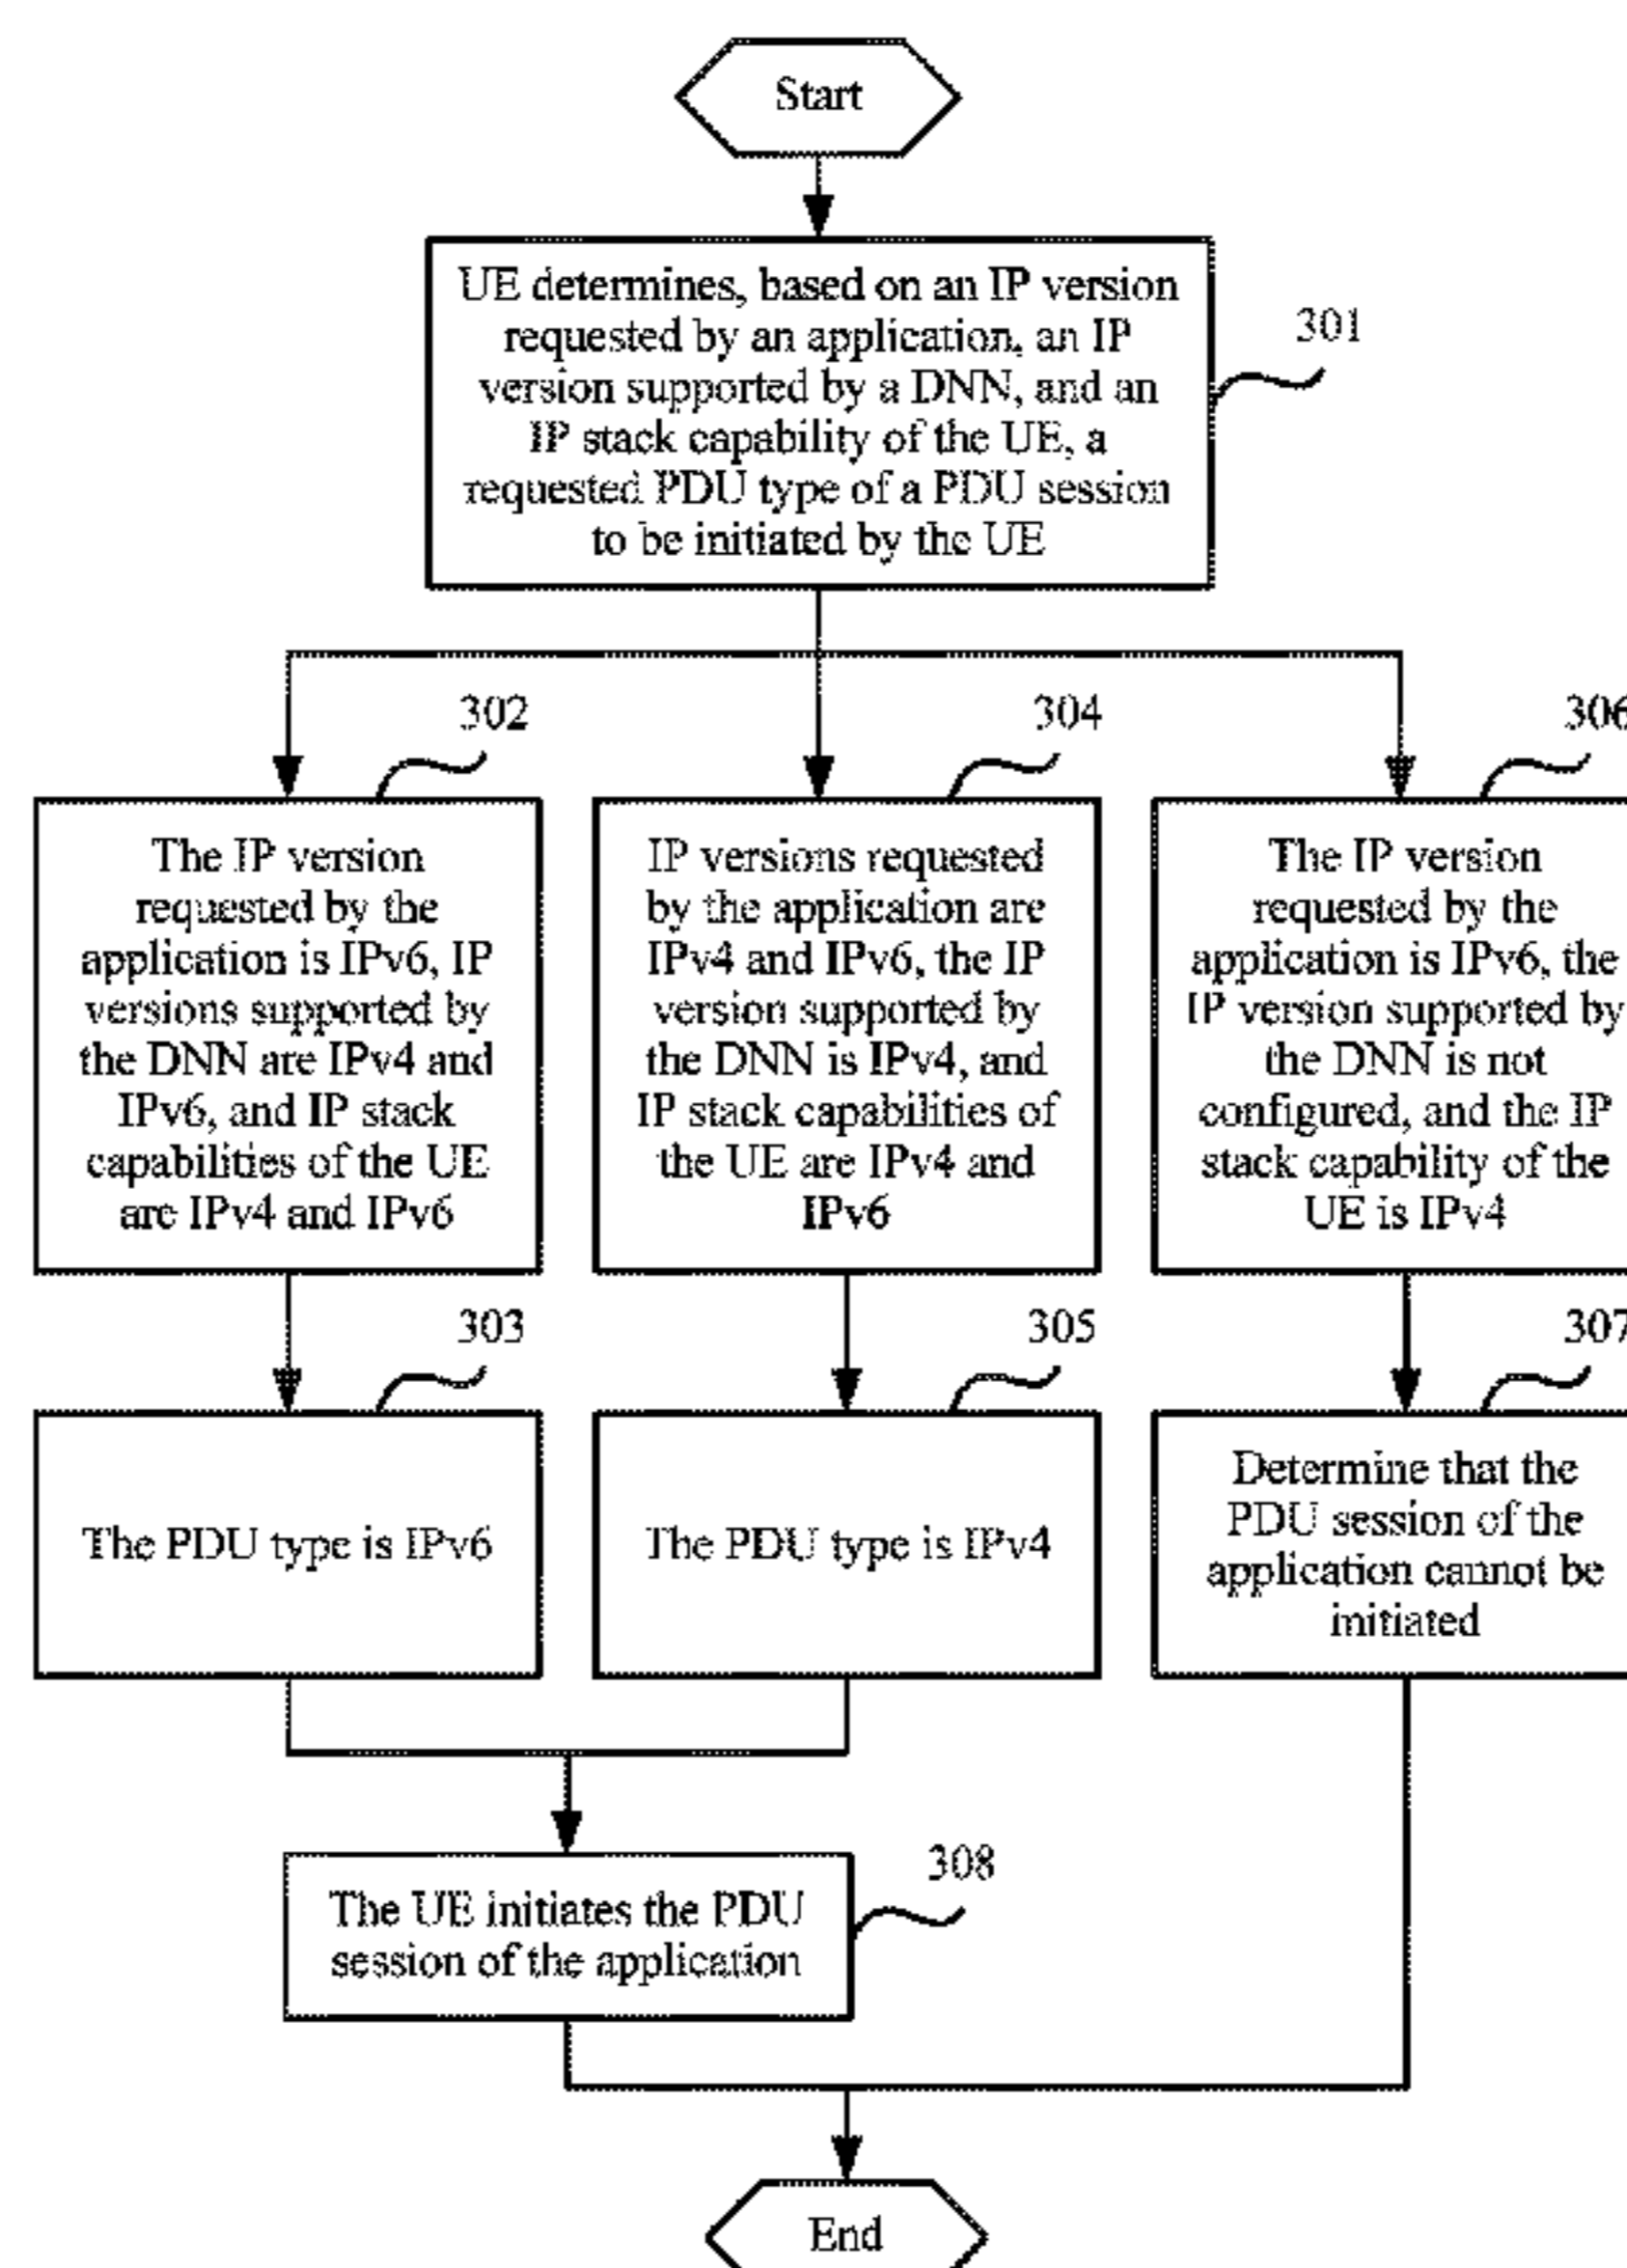 Start
UE determines, based on an IP version
requested by an application, an IP
version supported by a DNN, and an
IP stack capability of the UE, a
requested PDU type of a PDU session
to be initiated by the UE
301
302
The IP version
requested by the
application is IPv6, IP
versions supported by
the DNN are IPv4 and
IPv6, and IP stack
capabilities of the UE
are IPv4 and IPv6
304
IP versions requested
by the application are
IPv4 and IPv6, the IP
version supported by
the DNN is IPv4, and
IP stack capabilities of
the UE are IPv4 and
IPv6
306
The IP version
requested by the
application is IPv6, the
IP version supported by
the DNN is not
configured, and the IP
stack capability of the
UE is IPv4
303
The PDU type is IPv6
305
The PDU type is IPv4
307
Determine that the
PDU session of the
application cannot be
initiated
308
The UE initiates the PDU
session of the application
End